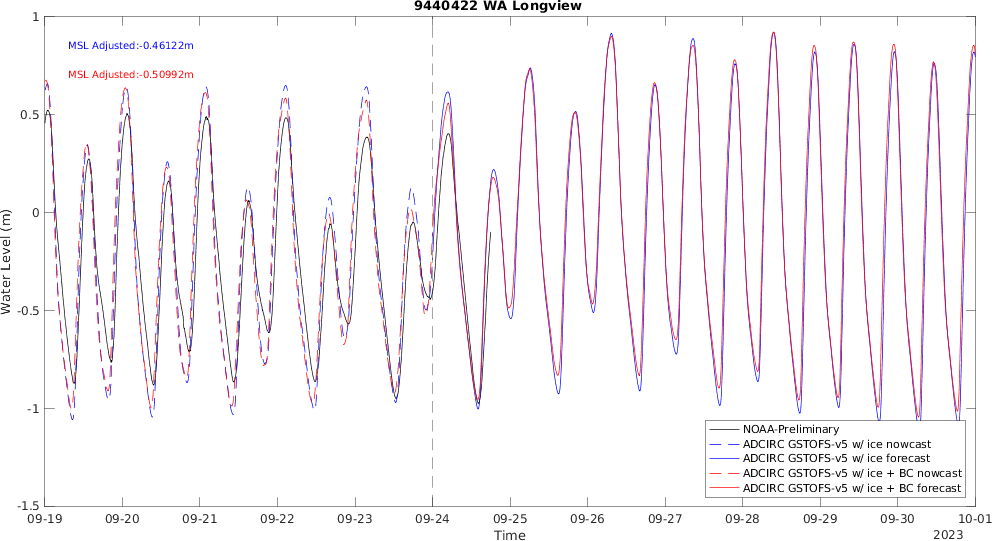 9440422 WA Longview
MSL Adjusted:-0.46122m
MSL Adjusted:-0.50992m
Water Level (m)
1
0.5
0
-0.5
-1
-1.5
NOAA-Preliminary
ADCIRC GSTOFS-v5 w/ ice nowcast
ADCIRC GSTOFS-v5 w/ ice forecast
ADCIRC GSTOFS-v5 w/ ice + BC nowcast
ADCIRC GSTOFS-v5 w/ ice + BC forecast
09-19 09-20 09-21 09-22 09-23 09-24 09-25 09-26 09-27 09-28 09-29 09-30 10-01
Time
2023